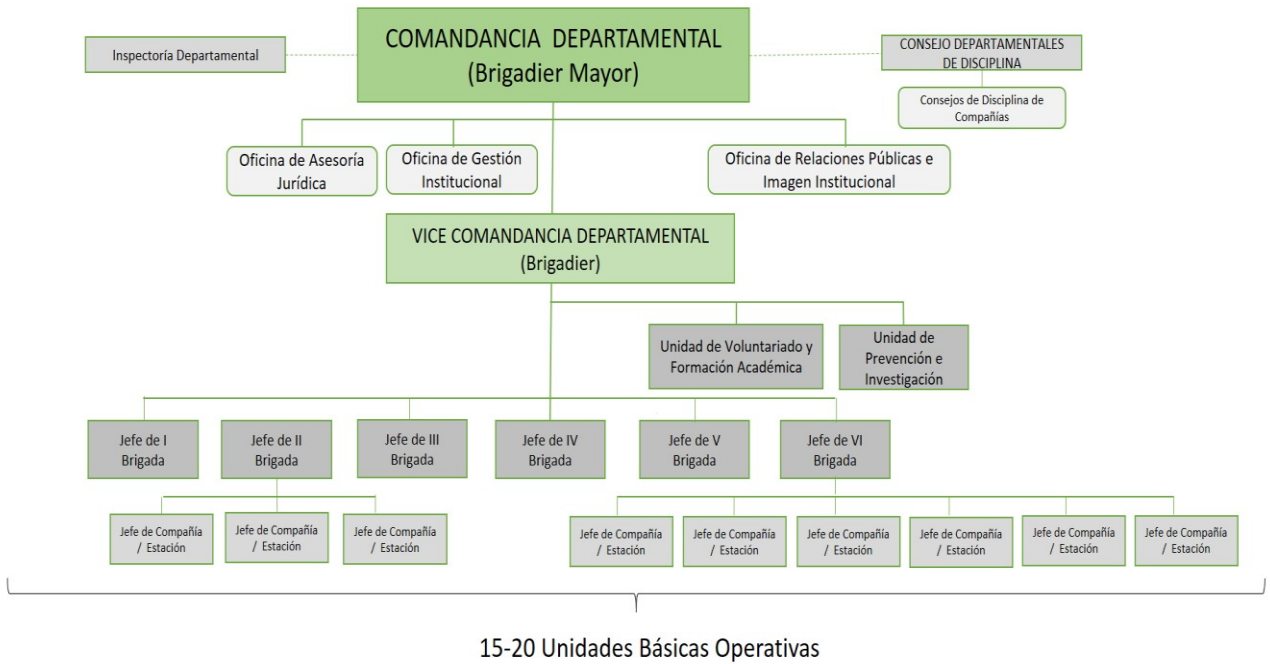 COMANDANCIA DEPARTAMENTAL
(Brigadier Mayor)
Inspectoría Departamental
CONSEJO DEPARTAMENTALES
DE DISCIPLINA
Consejos de Disciplina de
Compañías
Oficina de Asesoría
Jurídica
Oficina de Gestión
Institucional
Oficina de Relaciones Públicas e
Imagen Institucional
VICE COMANDANCIA DEPARTAMENTAL
(Brigadier)
Unidad de Voluntariado y
Formación Académica
Unidad de
Prevención e
Investigación
Jefe de I
Brigada
Jefe de II
Brigada
Jefe de III
Brigada
Jefe de IV
Brigada
Jefe de V
Brigada
Jefe de VI
Brigada
Jefe de Compañía
/ Estación
Jefe de Compañía
/ Estación
Jefe de Compañía
/ Estación
Jefe de Compañía
/ Estación
Jefe de Compañía
/ Estación
Jefe de Compañía
/ Estación
Jefe de Compañía
/ Estación
Jefe de Compañía
/ Estación
Jefe de Compañía
/ Estación
15-20 Unidades Básicas Operativas